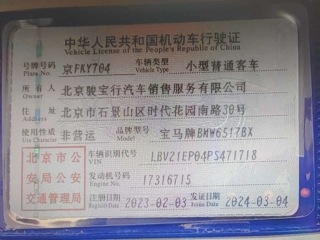 中华人民共和国机动车行驶证
Vehicle License of the People's Republic of China
号牌号码 京FKY704 车辆类型 小型普通客车
Plate No. Vehicle Type
所有人 北京骏宝行汽车销售服务有限公司
Owner
住址 北京市石景山区时代花园南路30号
Address
使用性质 非营运 品牌型号 宝马牌BMW6517BX
Use Character Model
北京市公 车辆识别代号 LBV21EP04PS471718
VIN
安局公安 发动机号码 17316715
Engine No.
交通管理局 注册日期 2023-02-03 发证日期 2024-03-04
Register Date Issue Date